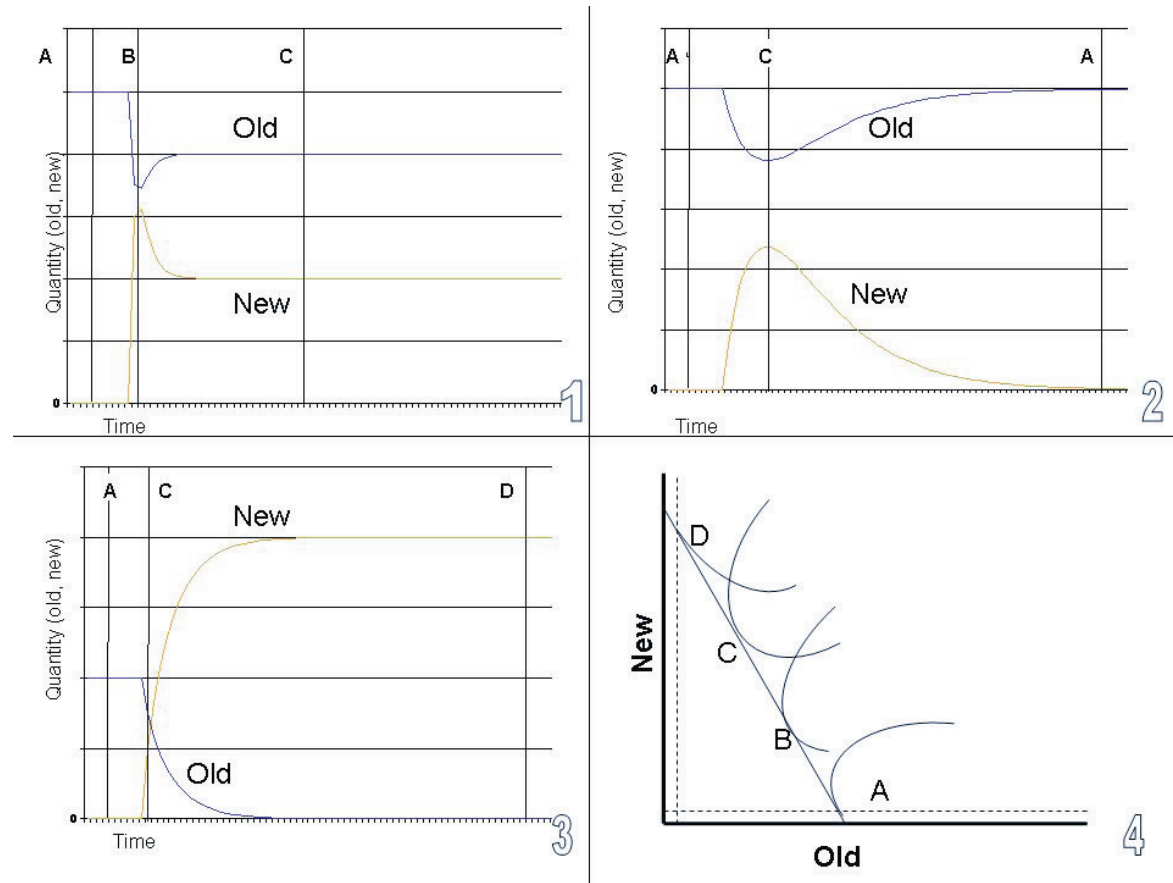 A B C
Old
New
Quantity (old, new)
0
Time
1
A C A
Old
New
Quantity (old, new)
0
Time
2
A C D
New
Old
Quantity (old, new)
0
Time
3
D
C
B
A
New
Old
4